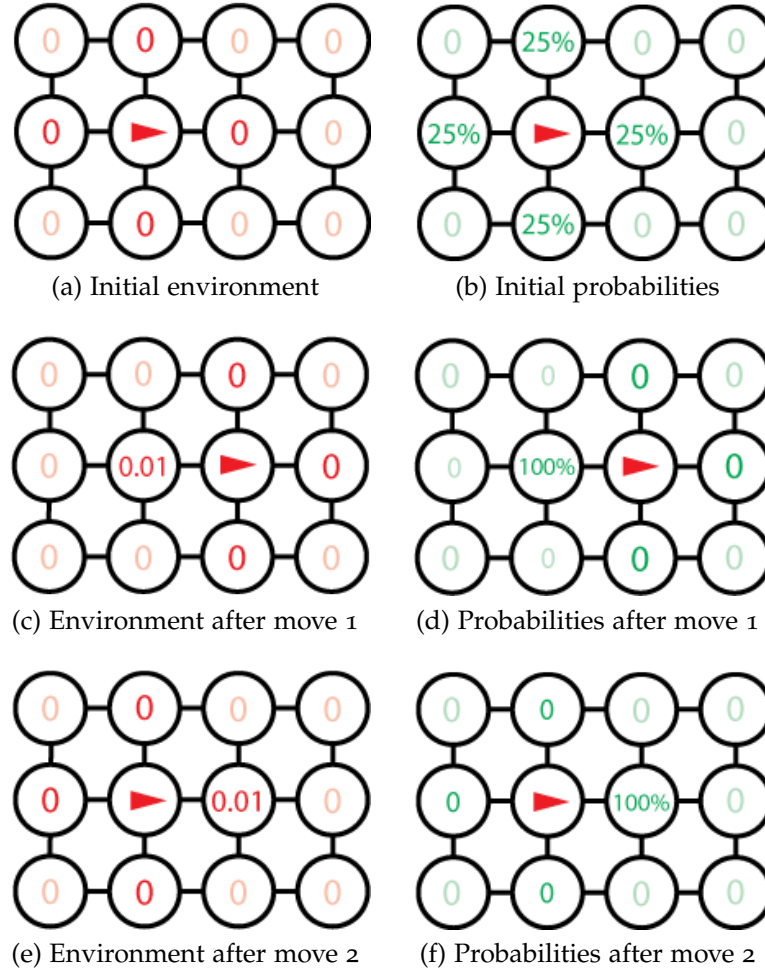 0 0 0 0
0 0 0
0 0 0 0
(a) Initial environment
0 25% 0 0
25% 25% 0
0 25% 0 0
(b) Initial probabilities
0 0 0 0
0 0.01 0
0 0 0 0
(c) Environment after move 1
0 0 0 0
0 100% 0
0 0 0 0
(d) Probabilities after move 1
0 0 0 0
0 0.01 0
0 0 0 0
(e) Environment after move 2
0 0 0 0
0 100% 0
0 0 0 0
(f) Probabilities after move 2